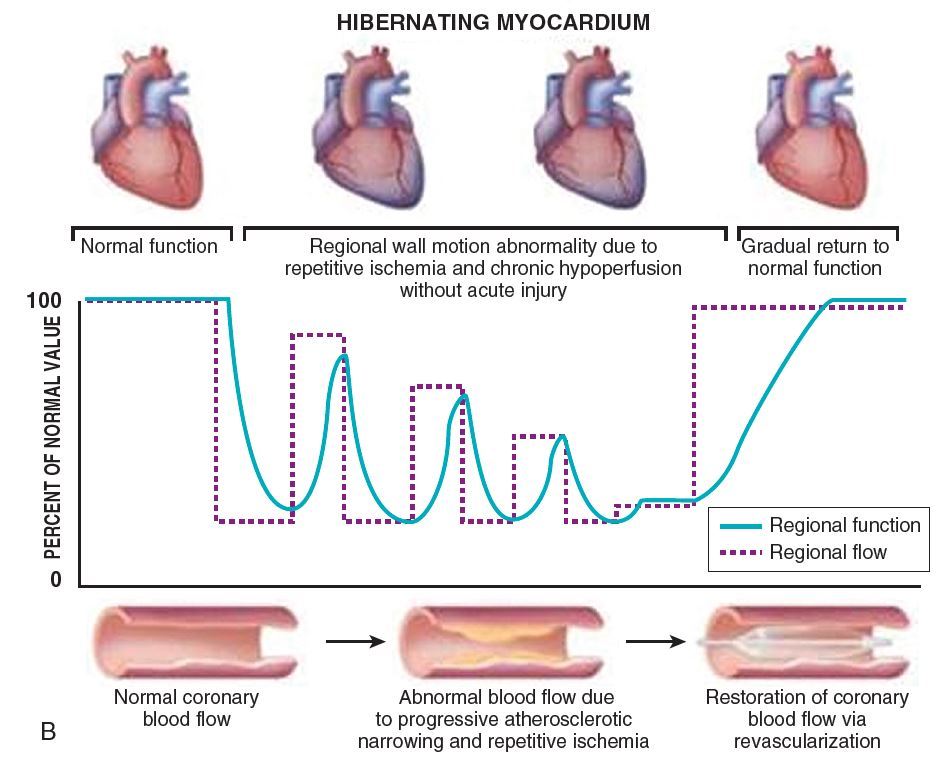 HIBERNATING MYOCARDIUM
Normal function
Regional wall motion abnormality due to
repetitive ischemia and chronic hypoperfusion
without acute injury
Gradual return to
normal function
100
PERCENT OF NORMAL VALUE
0
Regional function
Regional flow
Normal coronary
blood flow
Abnormal blood flow due
to progressive atherosclerotic
narrowing and repetitive ischemia
Restoration of coronary
blood flow via
revascularization
B